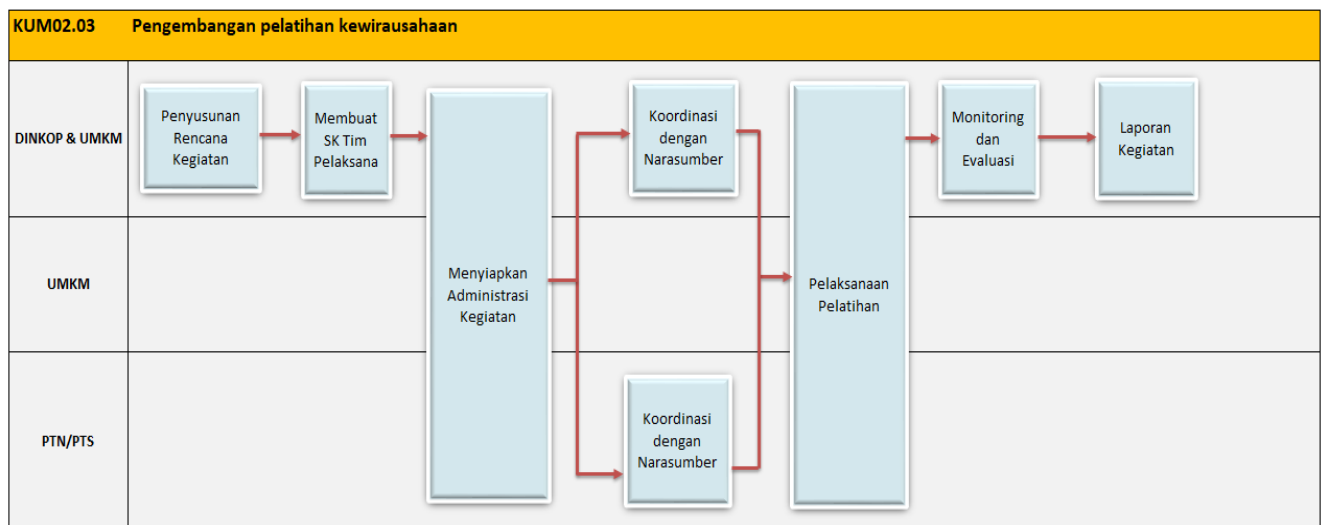 KUM02.03 Pengembangan pelatihan kewirausahaan
DINKOP & UMKM
Penyusunan
Rencana
Kegiatan
Membuat
SK Tim
Pelaksana
Menyiapkan
Administrasi
Kegiatan
Koordinasi
dengan
Narasumber
Pelaksanaan
Pelatihan
Monitoring
dan
Evaluasi
Laporan
Kegiatan
UMKM
PTN/PTS
Koordinasi
dengan
Narasumber